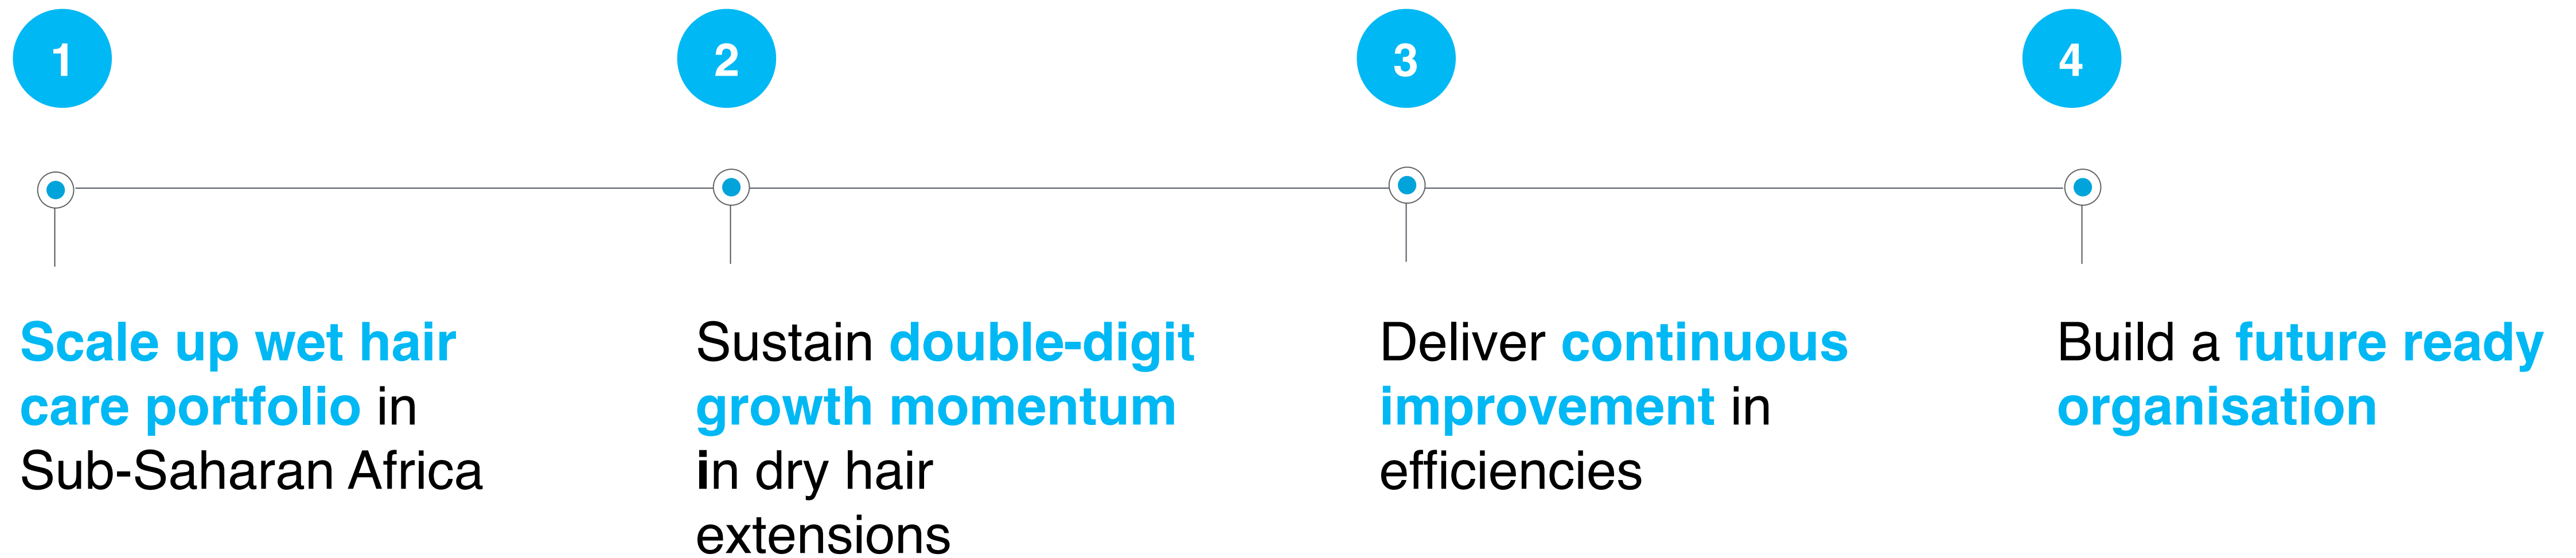 1
2
3
4
Scale up wet hair
care portfolio in
Sub-Saharan Africa
Sustain double-digit
growth momentum
in dry hair
extensions
Deliver continuous
improvement in
efficiencies
Build a future ready
organisation